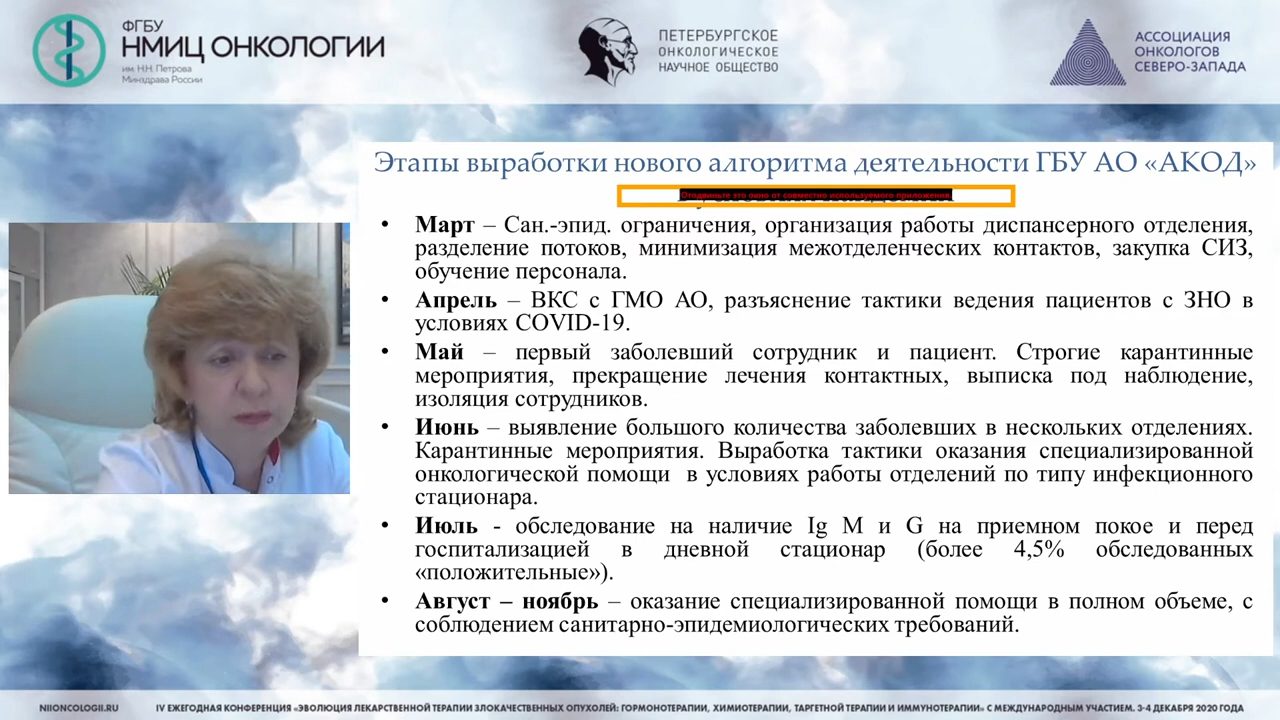 ФГБУ
НМИЦ ОНКОЛОГИИ
им. Н.Н. Петрова
Минздрава России
ПЕТЕРБУРГСКОЕ
ОНКОЛОГИЧЕСКОЕ
НАУЧНОЕ ОБЩЕСТВО
АССОЦИАЦИЯ
ОНКОЛОГОВ
СЕВЕРО-ЗАПАДА
Этапы выработки нового алгоритма деятельности ГБУ АО «АКОД»
Отодвиньте это окно от совместно используемого приложения
• Март – Сан.-эпид. ограничения, организация работы диспансерного отделения,
разделение потоков, минимизация межотделенческих контактов, закупка СИЗ,
обучение персонала.
• Апрель – ВКС с ГМО АО, разъяснение тактики ведения пациентов с ЗНО в
условиях COVID-19.
• Май – первый заболевший сотрудник и пациент. Строгие карантинные
мероприятия, прекращение лечения контактных, выписка под наблюдение,
изоляция сотрудников.
• Июнь – выявление большого количества заболевших в нескольких отделениях.
Карантинные мероприятия. Выработка тактики оказания специализированной
онкологической помощи в условиях работы отделений по типу инфекционного
стационара.
• Июль - обследование на наличие Ig M и G на приемном покое и перед
госпитализацией в дневной стационар (более 4,5% обследованных
«положительные»).
• Август – ноябрь – оказание специализированной помощи в полном объеме, с
соблюдением санитарно-эпидемиологических требований.
NIIONCOLOGII.RU
IV ЕЖЕГОДНАЯ КОНФЕРЕНЦИЯ «ЭВОЛЮЦИЯ ЛЕКАРСТВЕННОЙ ТЕРАПИИ ЗЛОКАЧЕСТВЕННЫХ ОПУХОЛЕЙ: ГОРМОНОТЕРАПИИ, ХИМИОТЕРАПИИ, ТАРГЕТНОЙ ТЕРАПИИ И ИММУНОТЕРАПИИ» С МЕЖДУНАРОДНЫМ УЧАСТИЕМ. 3-4 ДЕКАБРЯ 2020 ГОДА